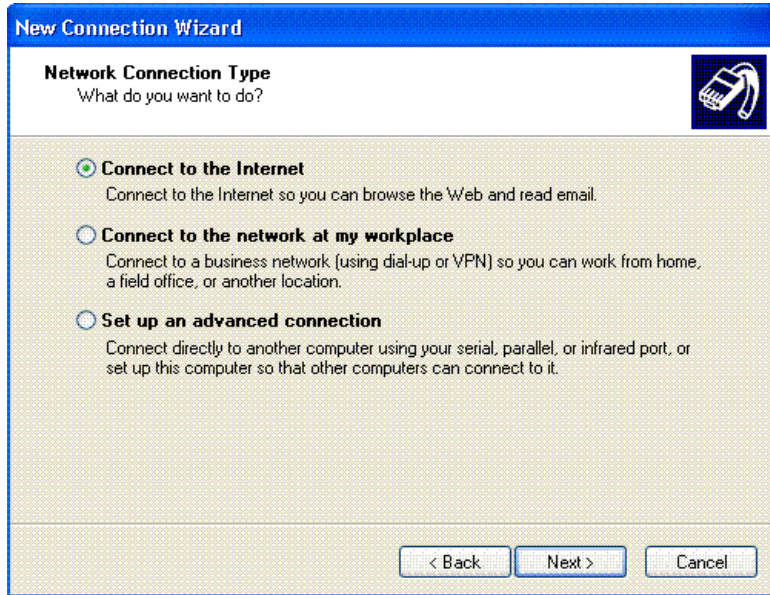 New Connection Wizard
Network Connection Type
What do you want to do?
Connect to the Internet
Connect to the Internet so you can browse the Web and read email.
Connect to the network at my workplace
Connect to a business network (using dial-up or VPN) so you can work from home,
a field office, or another location.
Set up an advanced connection
Connect directly to another computer using your serial, parallel, or infrared port, or
set up this computer so that other computers can connect to it.
< Back Next > Cancel